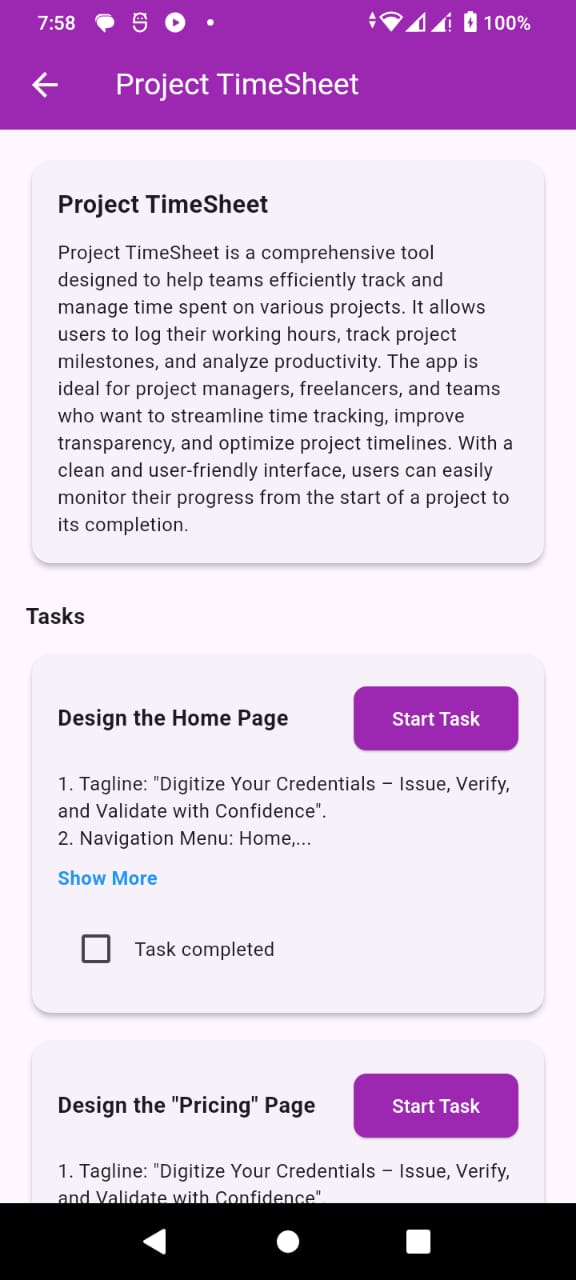 7:58
100%
Project TimeSheet
Project TimeSheet
Project TimeSheet is a comprehensive tool
designed to help teams efficiently track and
manage time spent on various projects. It allows
users to log their working hours, track project
milestones, and analyze productivity. The app is
ideal for project managers, freelancers, and teams
who want to streamline time tracking, improve
transparency, and optimize project timelines. With a
clean and user-friendly interface, users can easily
monitor their progress from the start of a project to
its completion.
Tasks
Design the Home Page
Start Task
1. Tagline: "Digitize Your Credentials – Issue, Verify,
and Validate with Confidence".
2. Navigation Menu: Home,...
Show More
Task completed
Design the "Pricing" Page
Start Task
1. Tagline: "Digitize Your Credentials – Issue, Verify,
and Validate with Confidence".